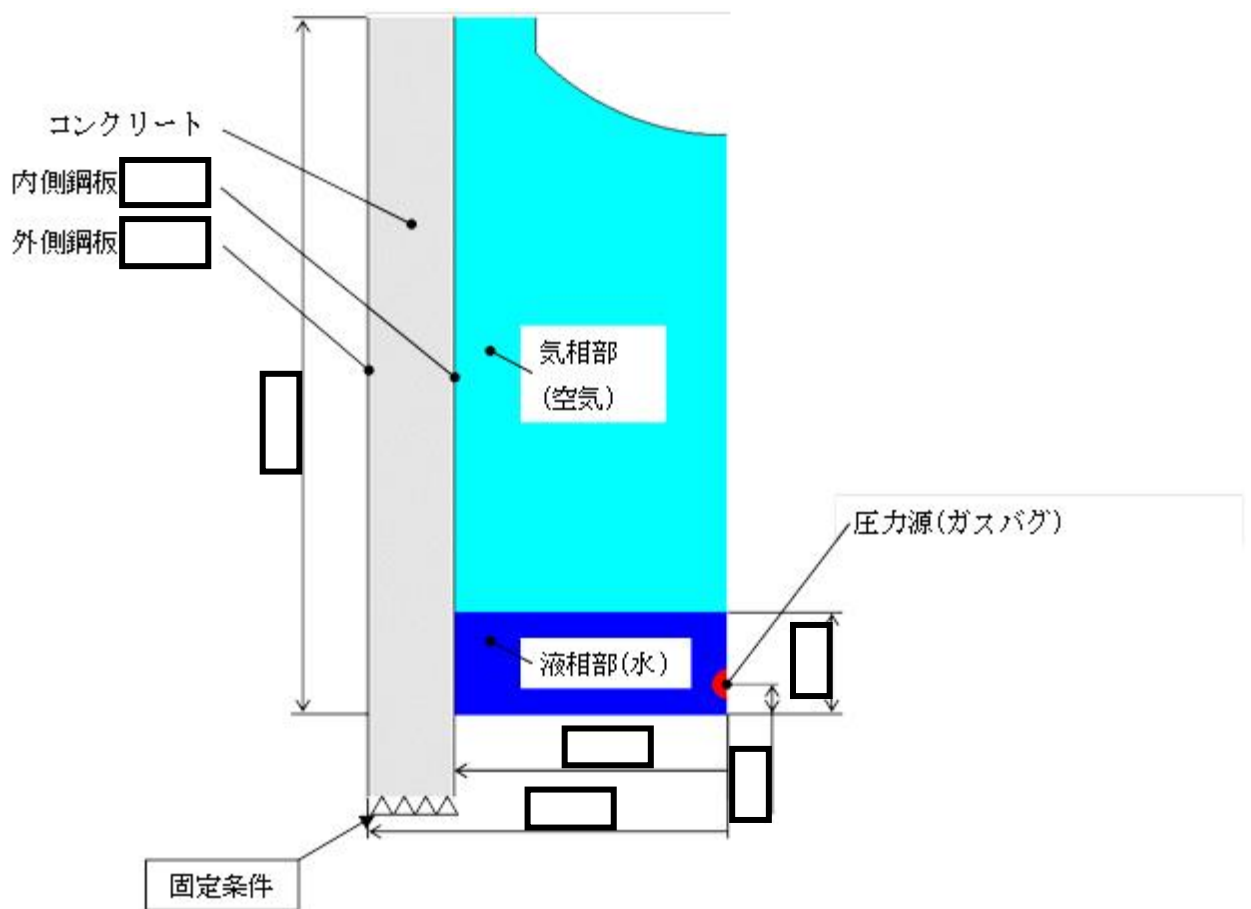 コンクリート
内側鋼板
外側鋼板
気相部
(空気)
圧力源(ガスバグ)
液相部(水)
固定条件